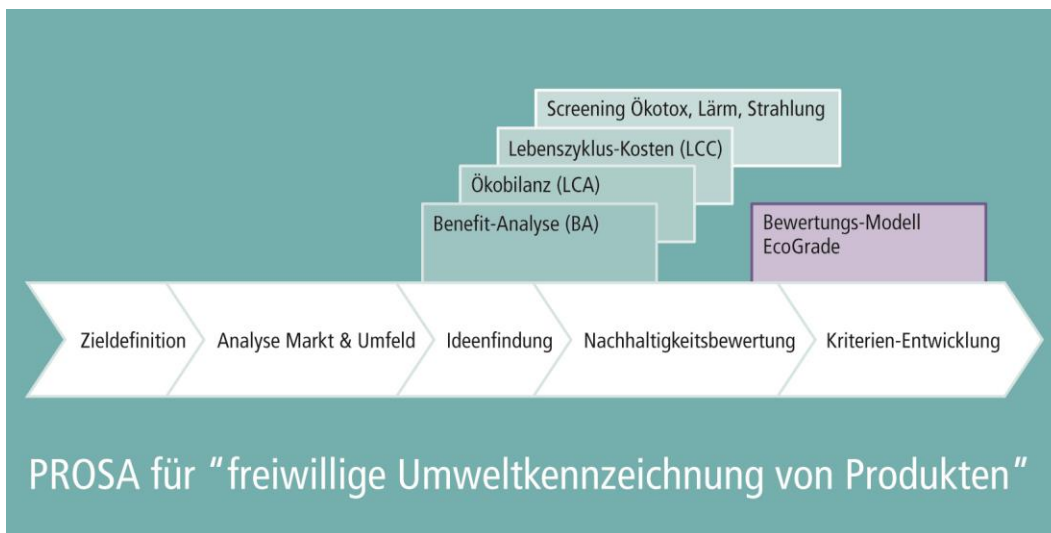 Screening Ökotox, Lärm, Strahlung
Lebenszyklus-Kosten (LCC)
Ökobilanz (LCA)
Benefit-Analyse (BA)
Bewertungs-Modell
EcoGrade
Zieldefinition
Analyse Markt & Umfeld
Ideenfindung
Nachhaltigkeitsbewertung
Kriterien-Entwicklung
PROSA für "freiwillige Umweltkennzeichnung von Produkten"